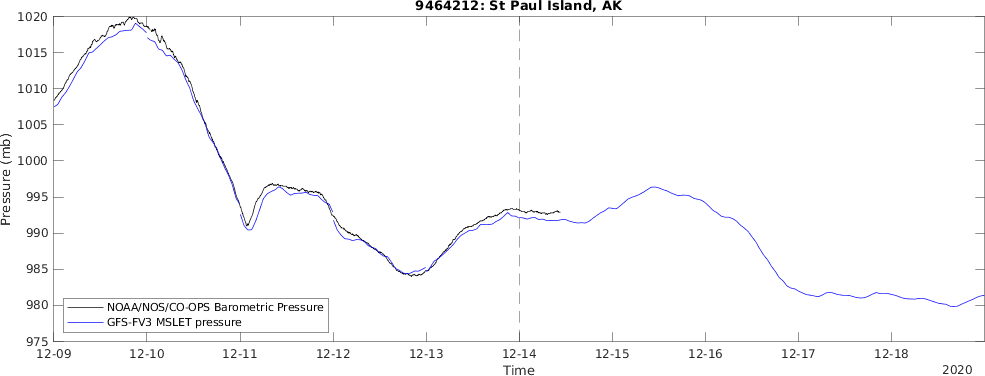 9464212: St Paul Island, AK
Pressure (mb)
1020
1015
1010
1005
1000
995
990
985
980
975
NOAA/NOS/CO-OPS Barometric Pressure
GFS-FV3 MSLET pressure
12-09 12-10 12-11 12-12 12-13 12-14 12-15 12-16 12-17 12-18
Time
2020